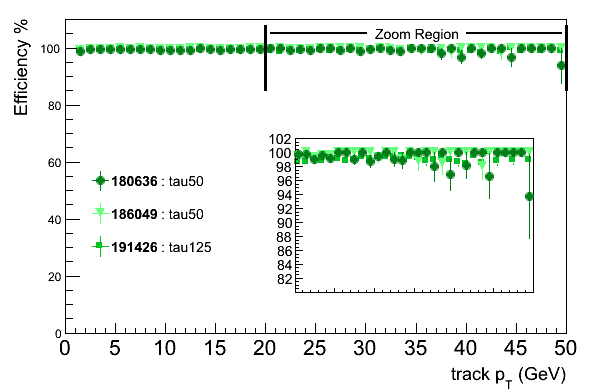 Efficiency %
100
80
60
40
20
0
Zoom Region
180636 : tau50
186049 : tau50
191426 : tau125
102
100
98
96
94
92
90
88
86
84
82
0 5 10 15 20 25 30 35 40 45 50
track pT (GeV)